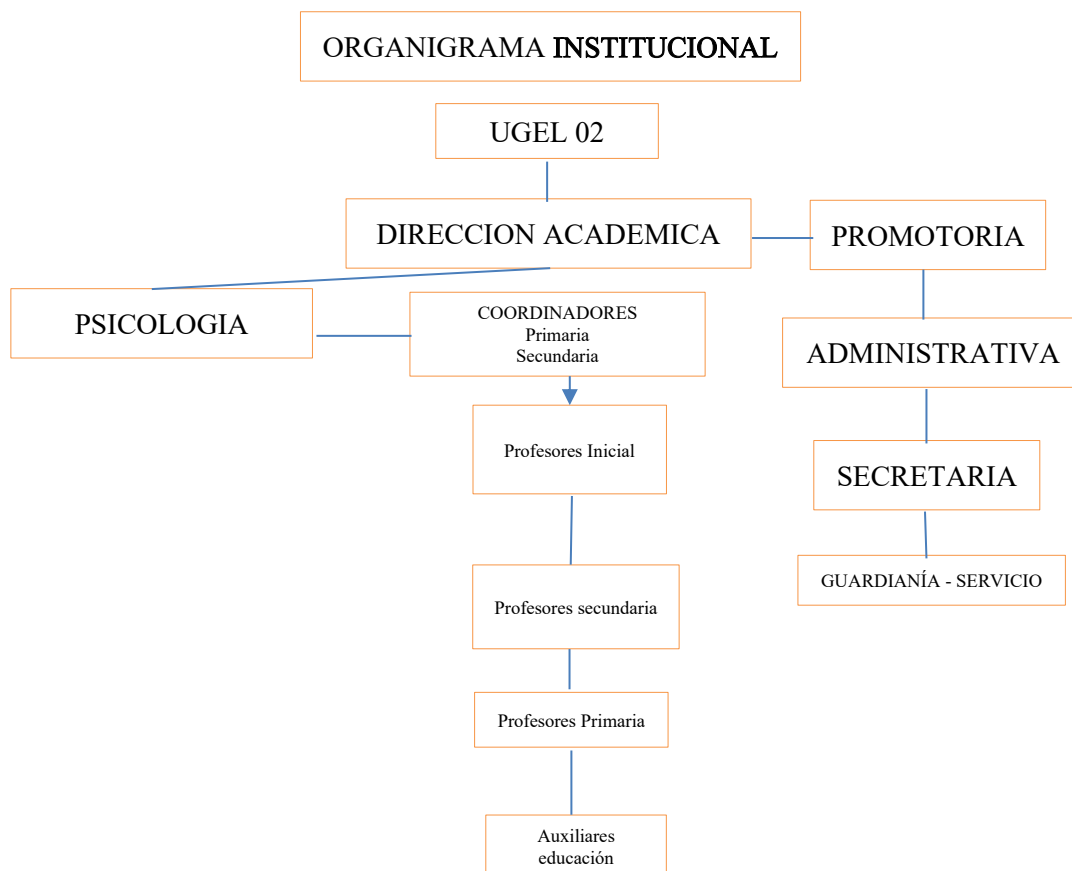 ORGANIGRAMA INSTITUCIONAL
UGEL 02
DIRECCION ACADEMICA
PROMOTORIA
PSICOLOGIA
COORDINADORES
Primaria
Secundaria
ADMINISTRATIVA
Profesores Inicial
SECRETARIA
GUARDIANÍA - SERVICIO
Profesores secundaria
Profesores Primaria
Auxiliares
educación